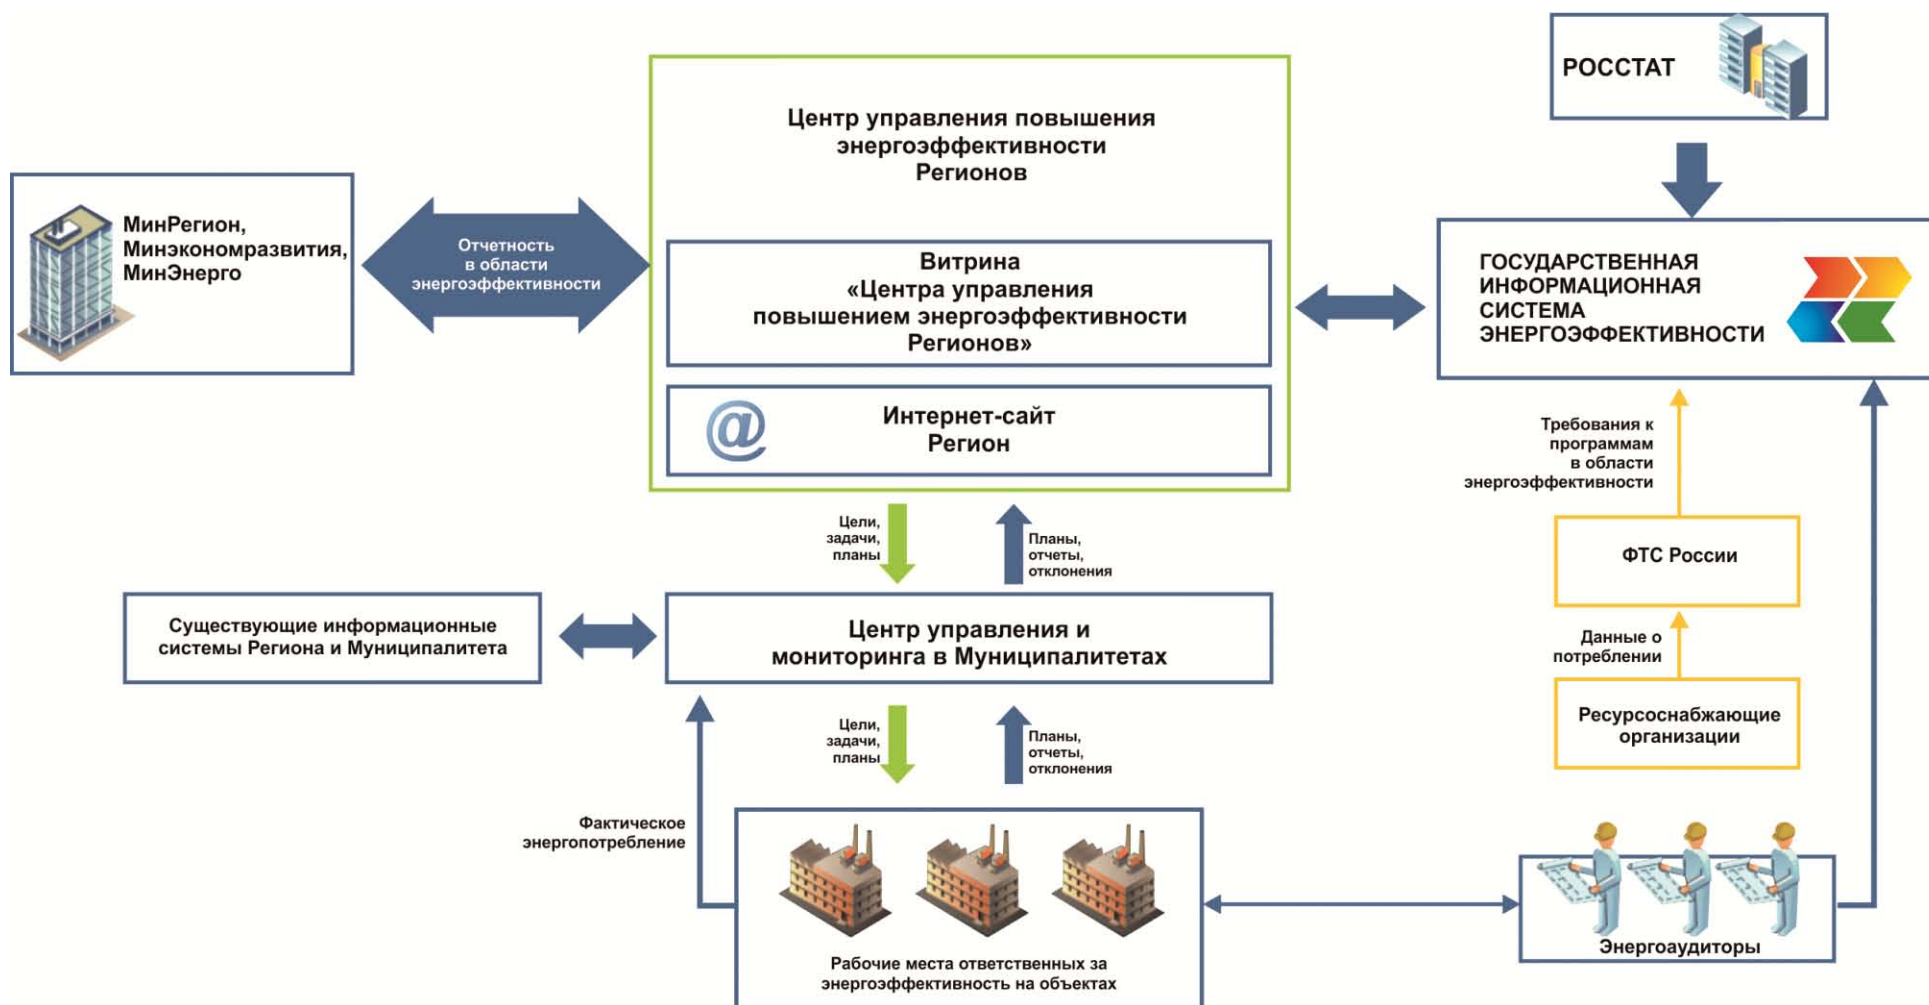 РОССТАТ
Центр управления повышения
энергоэффективности
Регионов
МинРегион,
Минэкономразвития,
МинЭнерго
Отчетность
в области
энергоэффективности
Витрина
«Центра управления
повышением энергоэффективности
Регионов»
ГОСУДАРСТВЕННАЯ
ИНФОРМАЦИОННАЯ
СИСТЕМА
ЭНЕРГОЭФФЕКТИВНОСТИ
@
Интернет-сайт
Регион
Требования к
программам
в области
энергоэффективности
Цели,
задачи,
планы
Планы,
отчеты,
отклонения
ФТС России
Существующие информационные
системы Региона и Муниципалитета
Центр управления и
мониторинга в Муниципалитетах
Данные о
потреблении
Ресурсоснабжающие
организации
Цели,
задачи,
планы
Планы,
отчеты,
отклонения
Фактическое
энергопотребление
Рабочие места ответственных за
энергоэффективность на объектах
Энергоаудиторы